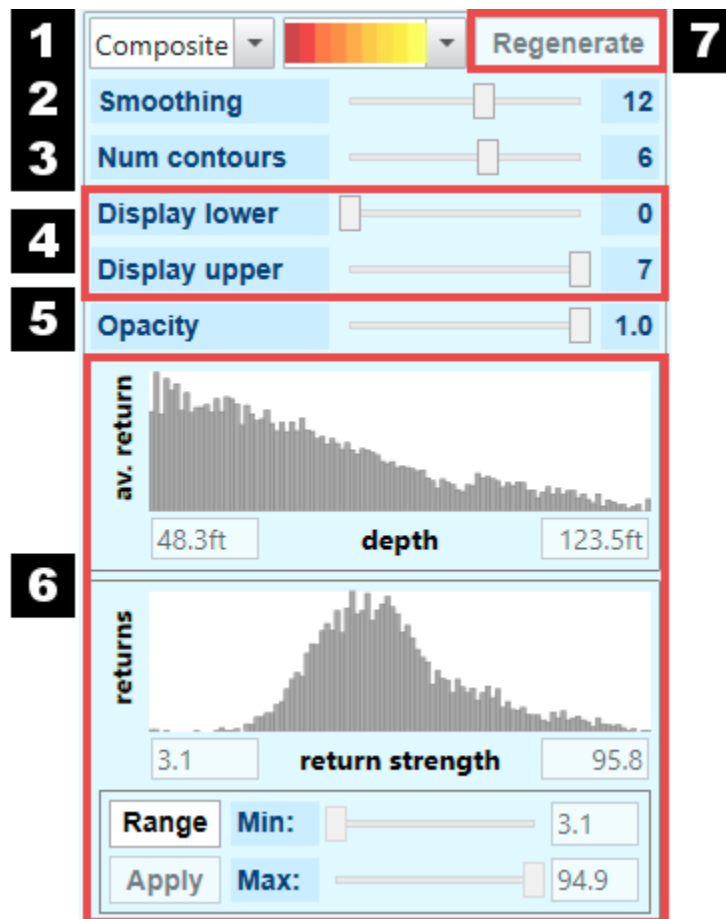 1 Composite Regenerate 7
2 Smoothing 12
3 Num contours 6
4 Display lower 0
Display upper 7
5 Opacity 1.0
av. return
48.3ft depth 123.5ft
6
returns
3.1 return strength 95.8
Range Min: 3.1
Apply Max: 94.9